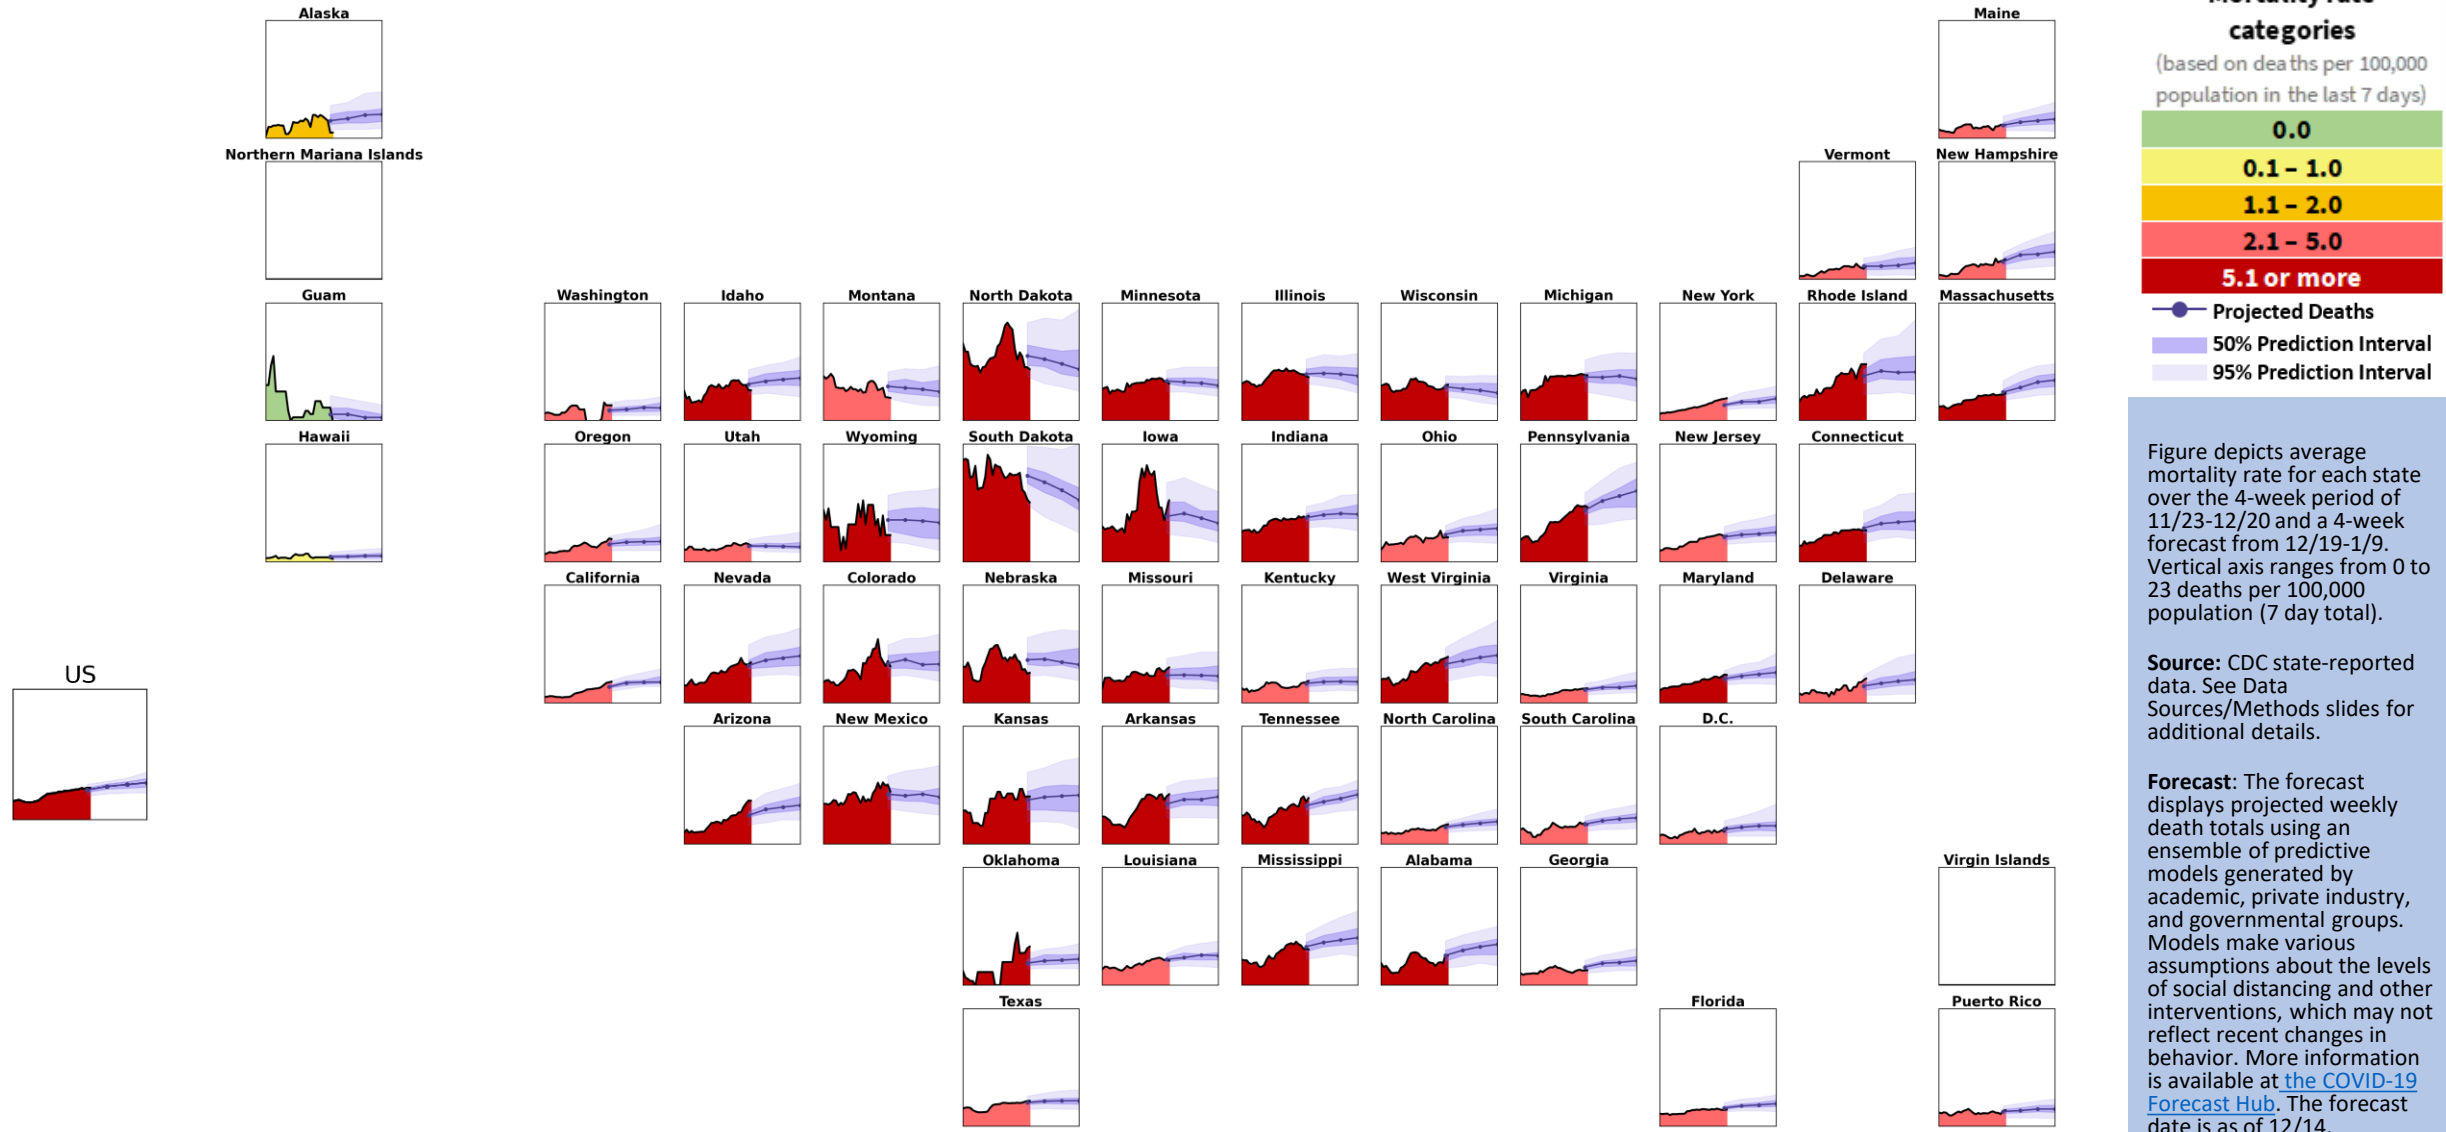 Alaska
Maine
Northern Mariana Islands
Vermont
New Hampshire
Guam
Washington
Idaho
Montana
North Dakota
Minnesota
Illinois
Wisconsin
Michigan
New York
Rhode Island
Massachusetts
Hawaii
Oregon
Utah
Wyoming
South Dakota
Iowa
Indiana
Ohio
Pennsylvania
New Jersey
Connecticut
California
Nevada
Colorado
Nebraska
Missouri
Kentucky
West Virginia
Virginia
Maryland
Delaware
US
Arizona
New Mexico
Kansas
Arkansas
Tennessee
North Carolina
South Carolina
D.C.
Oklahoma
Louisiana
Mississippi
Alabama
Georgia
Virgin Islands
Texas
Florida
Puerto Rico
Mortality rate
categories
(based on deaths per 100,000
population in the last 7 days)
0.0
0.1 – 1.0
1.1 – 2.0
2.1 – 5.0
5.1 or more
Projected Deaths
50% Prediction Interval
95% Prediction Interval
Figure depicts average
mortality rate for each state
over the 4-week period of
11/23-12/20 and a 4-week
forecast from 12/19-1/9.
Vertical axis ranges from 0 to
23 deaths per 100,000
population (7 day total).
Source: CDC state-reported
data. See Data
Sources/Methods slides for
additional details.
Forecast: The forecast
displays projected weekly
death totals using an
ensemble of predictive
models generated by
academic, private industry,
and governmental groups.
Models make various
assumptions about the levels
of social distancing and other
interventions, which may not
reflect recent changes in
behavior. More information
is available at the COVID-19
Forecast Hub. The forecast
date is as of 12/14.